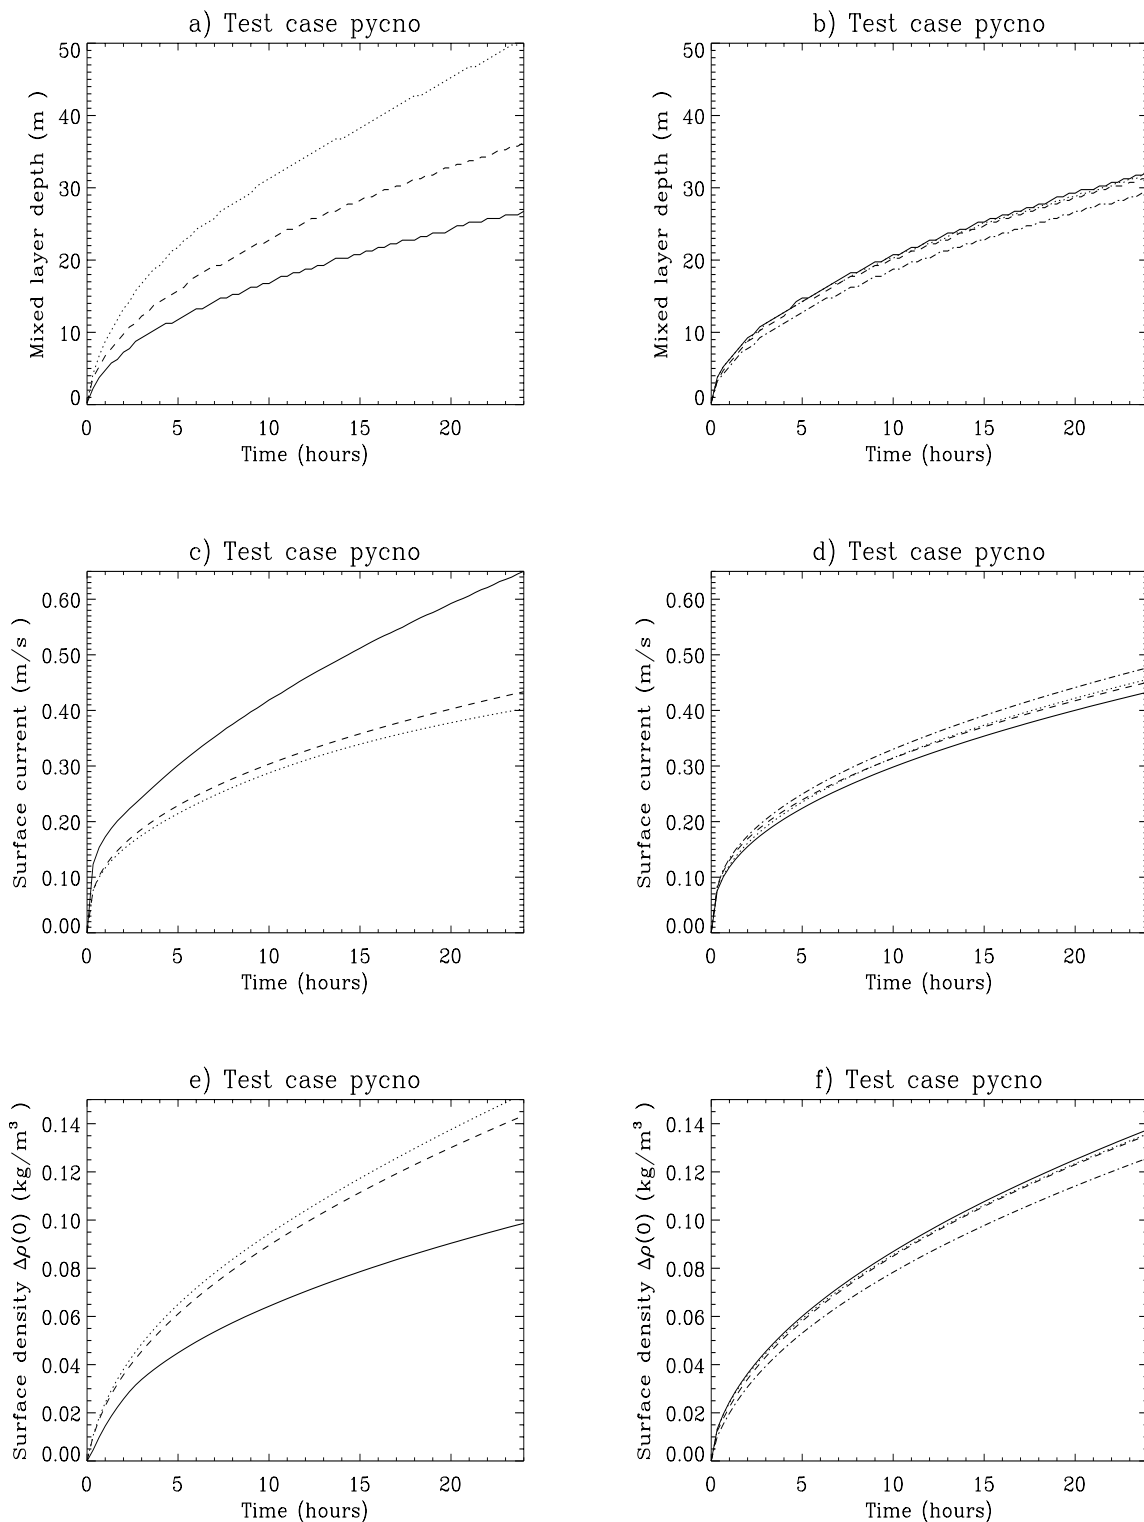 a) Test case pycno
50
40
30
20
10
0
Mixed layer depth (m )
0 5 10 15 20
Time (hours)
b) Test case pycno
50
40
30
20
10
0
Mixed layer depth (m )
0 5 10 15 20
Time (hours)
c) Test case pycno
0.60
0.50
0.40
0.30
0.20
0.10
0.00
Surface current (m/s )
0 5 10 15 20
Time (hours)
d) Test case pycno
0.60
0.50
0.40
0.30
0.20
0.10
0.00
Surface current (m/s )
0 5 10 15 20
Time (hours)
e) Test case pycno
0.14
0.12
0.10
0.08
0.06
0.04
0.02
0.00
Surface density Δρ(0) (kg/m³ )
0 5 10 15 20
Time (hours)
f) Test case pycno
0.14
0.12
0.10
0.08
0.06
0.04
0.02
0.00
Surface density Δρ(0) (kg/m³ )
0 5 10 15 20
Time (hours)